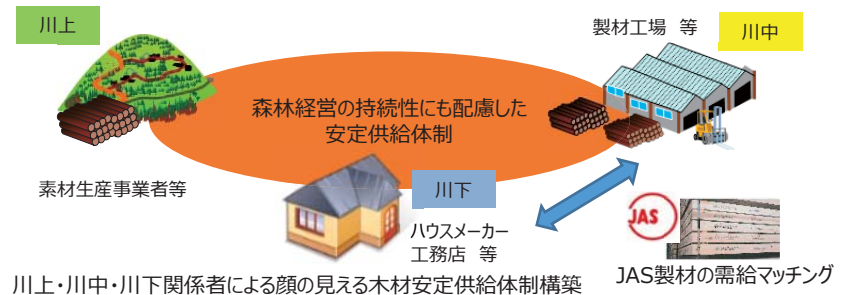 川上
製材工場 等
川中
森林経営の持続性にも配慮した
安定供給体制
素材生産事業者等
川下
ハウスメーカー
工務店 等
JAS
川上・川中・川下関係者による顔の見える木材安定供給体制構築
JAS製材の需給マッチング